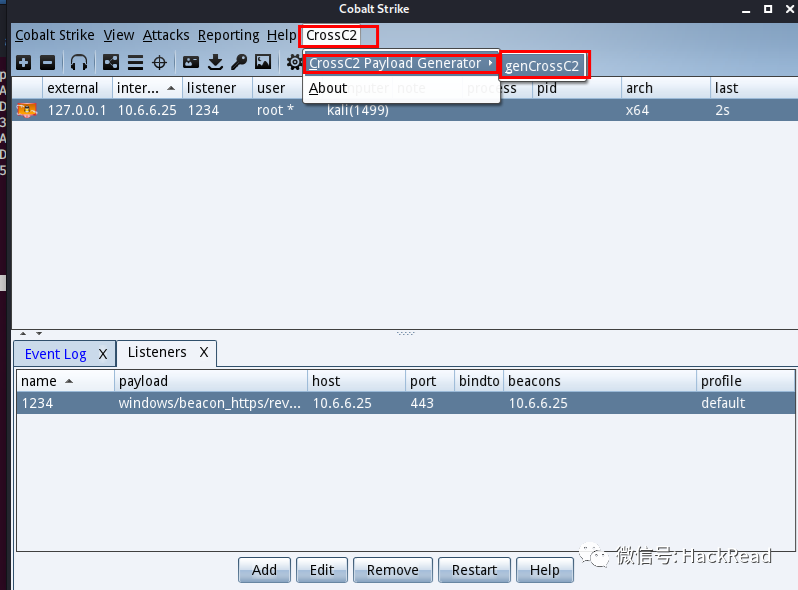 Cobalt Strike
Cobalt Strike View Attacks Reporting Help CrossC2
CrossC2 Payload Generator genCrossC2
About
external inter... listener user note process pid arch last
127.0.0.1 10.6.6.25 1234 root * kali(1499) x64 2s
Event Log X Listeners X
name payload host port bindto beacons profile
1234 windows/beacon_https/rev... 10.6.6.25 443 10.6.6.25 default
Add Edit Remove Restart Help
微信号: HackRead